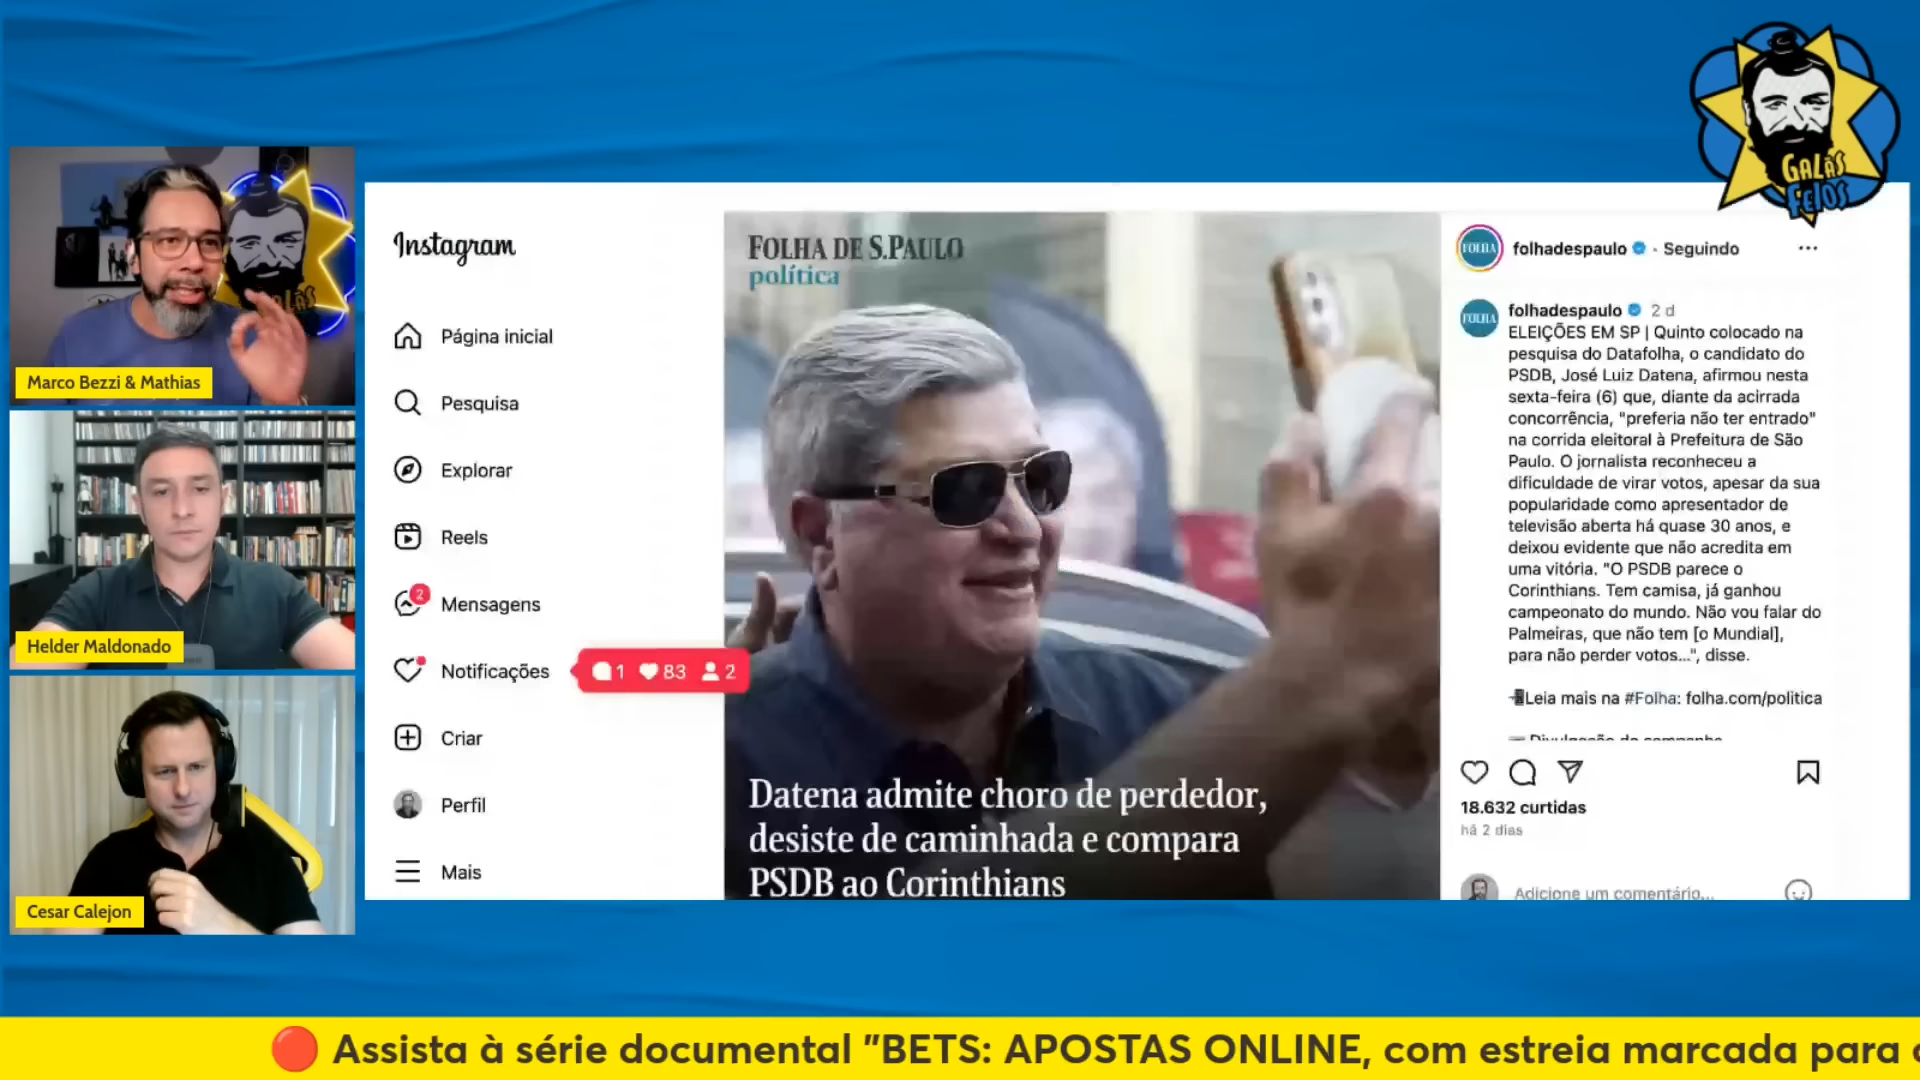 GALÃS
FEIOS
Marco Bezzi & Mathias
Helder Maldonado
Cesar Calejon
Instagram
Página inicial
Pesquisa
Explorar
Reels
2
Mensagens
Notificações
1 83 2
Criar
Perfil
Mais
FOLHA DE S.PAULO
política
Datena admite choro de perdedor,
desiste de caminhada e compara
PSDB ao Corinthians
FOLHA
folhadespaulo · Seguindo
FOLHA
folhadespaulo 2 d
ELEIÇÕES EM SP | Quinto colocado na
pesquisa do Datafolha, o candidato do
PSDB, José Luiz Datena, afirmou nesta
sexta-feira (6) que, diante da acirrada
concorrência, "preferia não ter entrado"
na corrida eleitoral à Prefeitura de São
Paulo. O jornalista reconheceu a
dificuldade de virar votos, apesar da sua
popularidade como apresentador de
televisão aberta há quase 30 anos, e
deixou evidente que não acredita em
uma vitória. "O PSDB parece o
Corinthians. Tem camisa, já ganhou
campeonato do mundo. Não vou falar do
Palmeiras, que não tem [o Mundial],
para não perder votos...", disse.
Leia mais na #Folha: folha.com/politica
Divulgação da campanha
18.632 curtidas
há 2 dias
Adicione um comentário...
Assista à série documental "BETS: APOSTAS ONLINE, com estreia marcada para